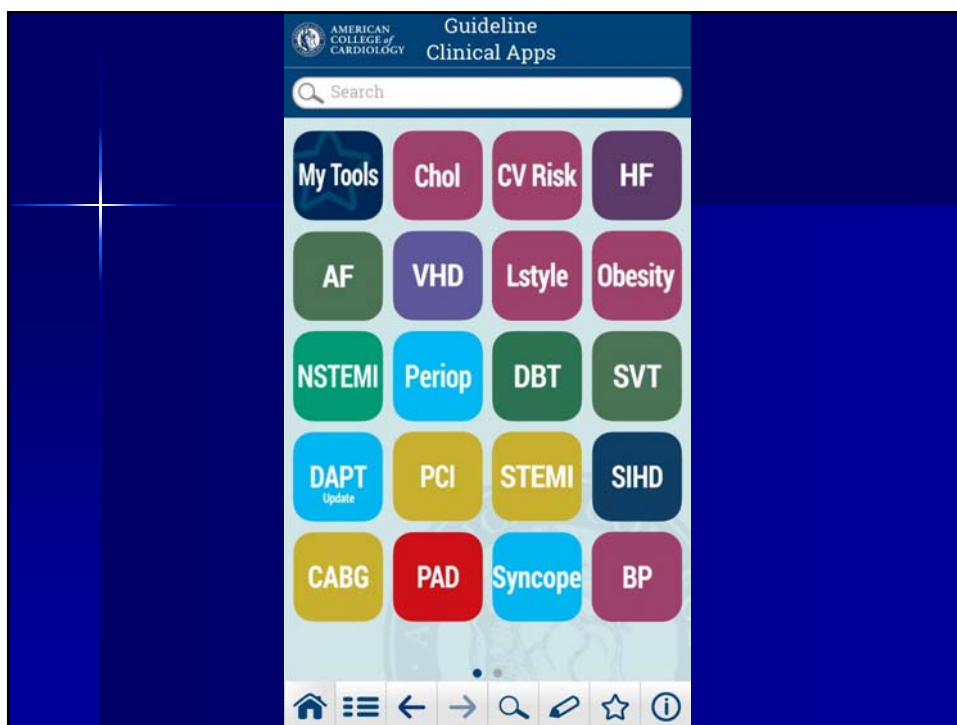 AMERICAN
COLLEGE of
CARDIOLOGY
Guideline
Clinical Apps
Search
My Tools
Chol
CV Risk
HF
AF
VHD
Lstyle
Obesity
NSTEMI
Periop
DBT
SVT
DAPT
Update
PCI
STEMI
SIHD
CABG
PAD
Syncope
BP